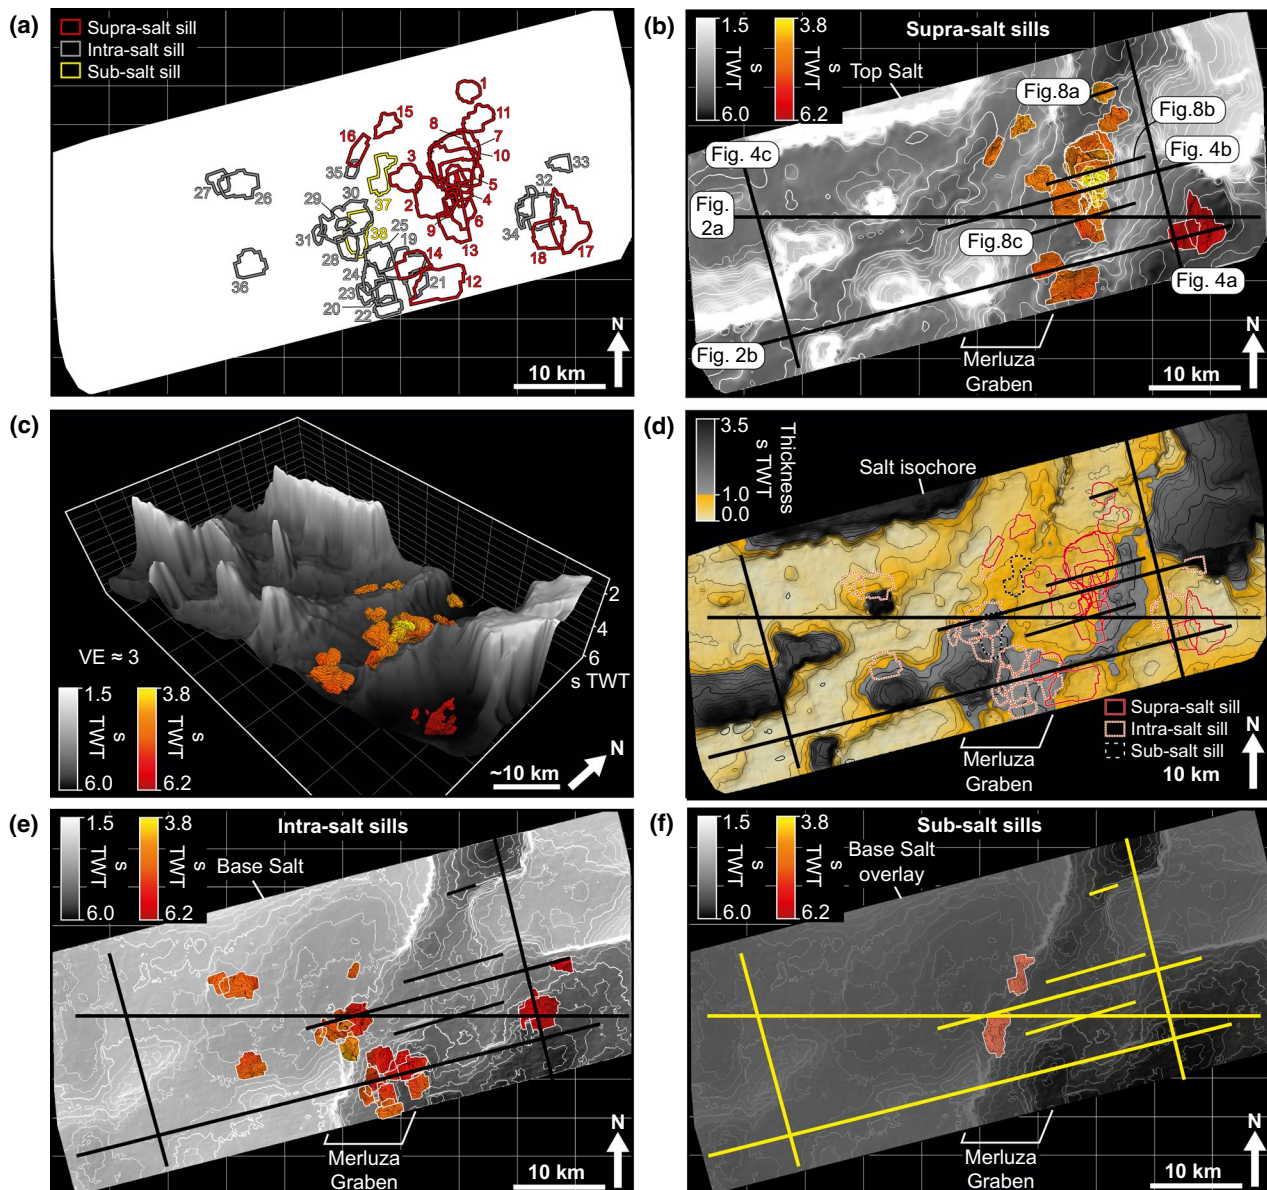 (a)
Supra-salt sill
Intra-salt sill
Sub-salt sill
1
11
15
8
7
16
3
10
33
35
32
27
26
30
37
5
29
2
4
25
6
31
38
19
9
34
28
14
13
18
17
24
12
36
23
21
20
22
N
10 km
(b)
1.5
6.0
TWT
s
3.8
6.2
TWT
s
Supra-salt sills
Top Salt
Fig.8a
Fig.8b
Fig. 4c
Fig. 4b
Fig.
2a
Fig.8c
Fig. 4a
Fig. 2b
Merluza
Graben
N
10 km
(c)
2
4
6
s TWT
VE ≈ 3
1.5
6.0
TWT
s
3.8
6.2
TWT
s
N
~10 km
(d)
3.5
1.0
0.0
Thickness
s TWT
Salt isochore
Supra-salt sill
Intra-salt sill
Sub-salt sill
Merluza
Graben
N
10 km
(e)
1.5
6.0
TWT
s
3.8
6.2
TWT
s
Intra-salt sills
Base Salt
Merluza
Graben
N
10 km
(f)
1.5
6.0
TWT
s
3.8
6.2
TWT
s
Sub-salt sills
Base Salt
overlay
Merluza
Graben
N
10 km